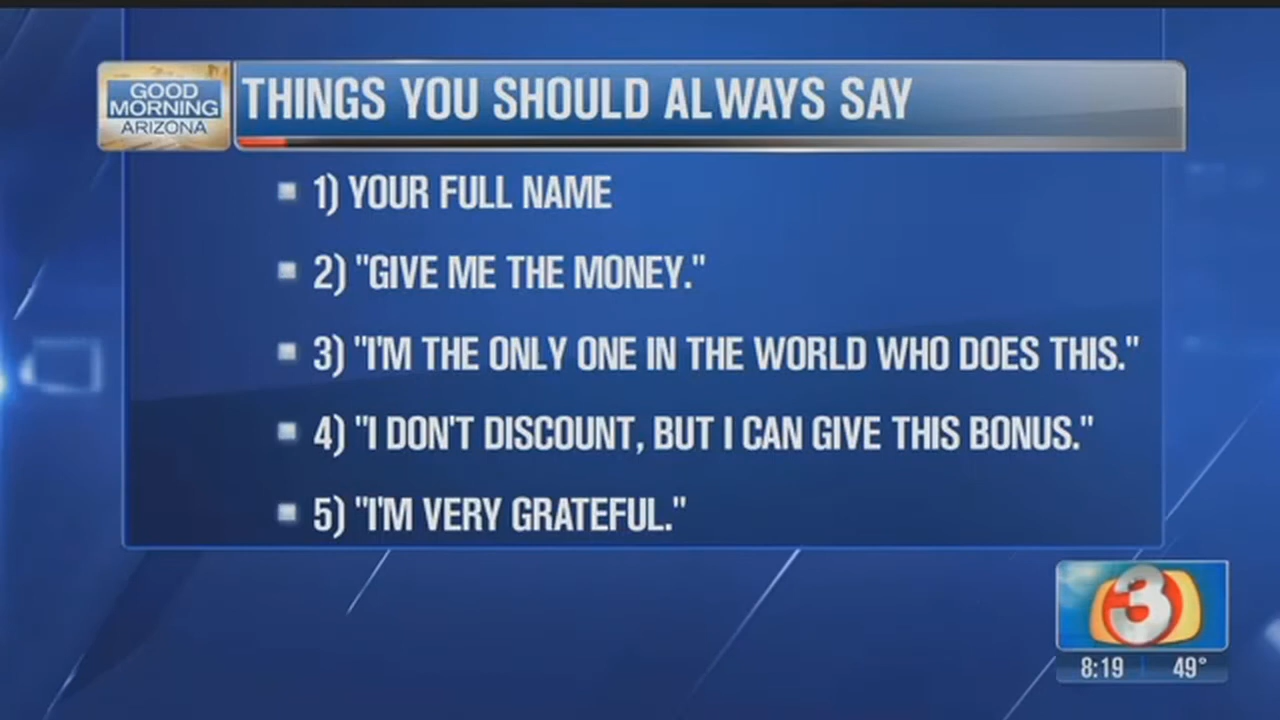 GOOD
MORNING
ARIZONA
THINGS YOU SHOULD ALWAYS SAY
1) YOUR FULL NAME
2) "GIVE ME THE MONEY."
3) "I'M THE ONLY ONE IN THE WORLD WHO DOES THIS."
4) "I DON'T DISCOUNT, BUT I CAN GIVE THIS BONUS."
5) "I'M VERY GRATEFUL."
3
8:19 49°